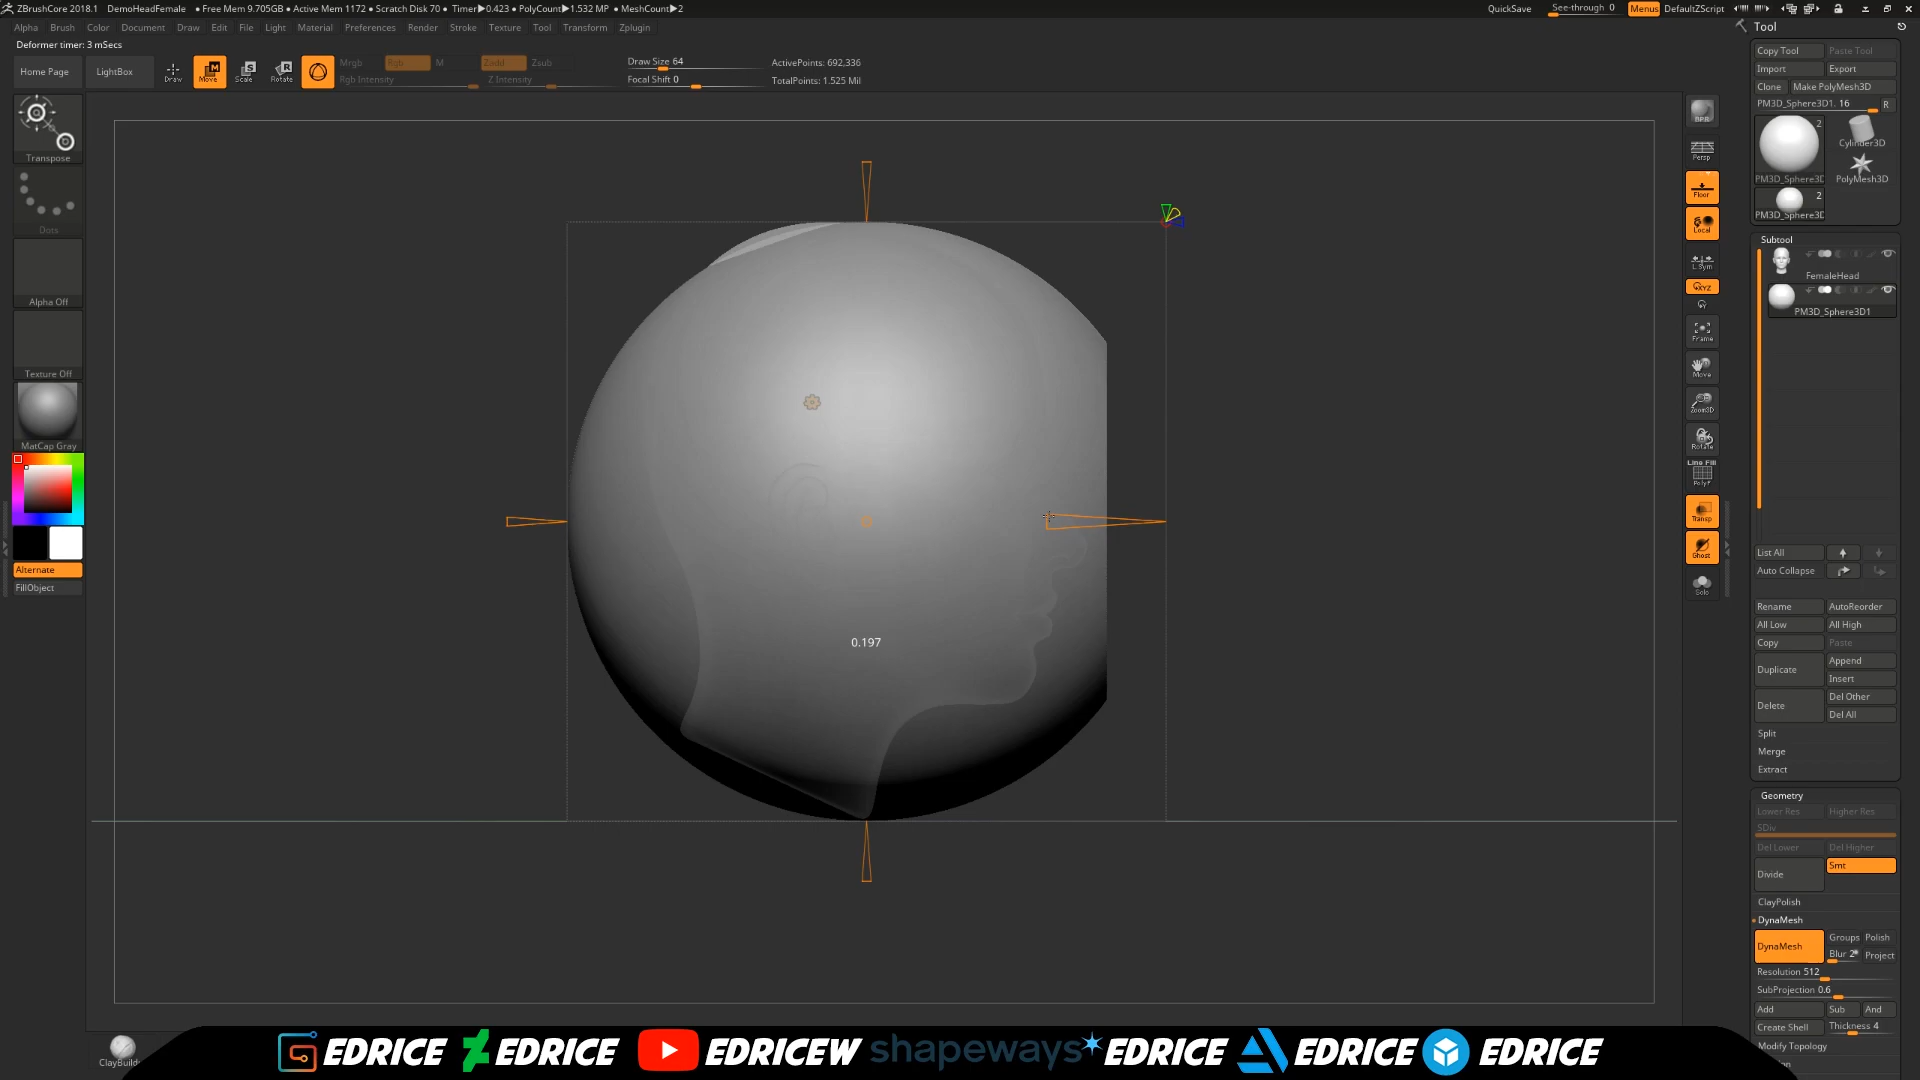 ZBrushCore 2018.1 DemoHeadFemale • Free Mem 9.705GB • Active Mem 1172 • Scratch Disk 70 • Timer▶0.423 • PolyCount▶1.532 MP • MeshCount▶2 QuickSave See-through 0 Menus DefaultZScript
Alpha Brush Color Document Draw Edit File Light Material Preferences Render Stroke Texture Tool Transform Zplugin
Deformer timer: 3 mSecs
Home Page LightBox Draw Move Scale Rotate Mrgb Rgb M Zadd Zsub
Rgb Intensity Z Intensity
Draw Size 64
Focal Shift 0
ActivePoints: 692,336
TotalPoints: 1.525 Mil
Transpose
Dots
Alpha Off
Texture Off
MatCap Gray
Alternate
FillObject
0.197
BPR
Persp
Floor
Local
L.Sym
XYZ
Frame
Move
Zoom3D
Rotate
Line Fill
PolyF
Transp
Ghost
Solo
Tool
Copy Tool Paste Tool
Import Export
Clone Make PolyMesh3D
PM3D_Sphere3D1. 16 R
2
Cylinder3D
PM3D_Sphere3D PolyMesh3D
2
PM3D_Sphere3D
Subtool
FemaleHead
PM3D_Sphere3D1
List All
Auto Collapse
Rename AutoReorder
All Low All High
Copy Paste
Duplicate Append
Insert
Delete Del Other
Del All
Split
Merge
Extract
Geometry
Lower Res Higher Res
SDiv
Del Lower Del Higher
Divide Smt
ClayPolish
DynaMesh
DynaMesh Groups Polish
Blur 2 Project
Resolution 512
SubProjection 0.6
Add Sub And
Create Shell Thickness 4
Modify Topology
ClayBuild
EDRICE EDRICE EDRICEW shapeways EDRICE EDRICE EDRICE